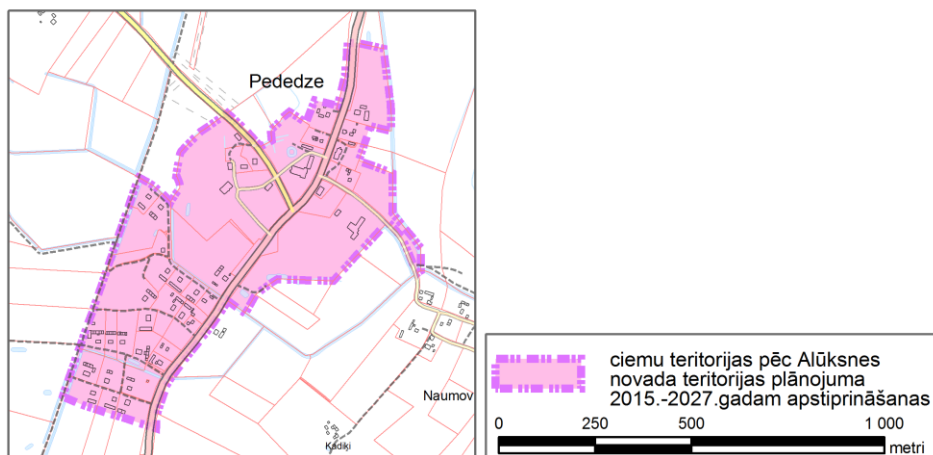 Pededze
Naumov
Kadiķi
ciemu teritorijas pēc Alūksnes
novada teritorijas plānojuma
2015.-2027.gadam apstiprināšanas
0 250 500 1 000
metri